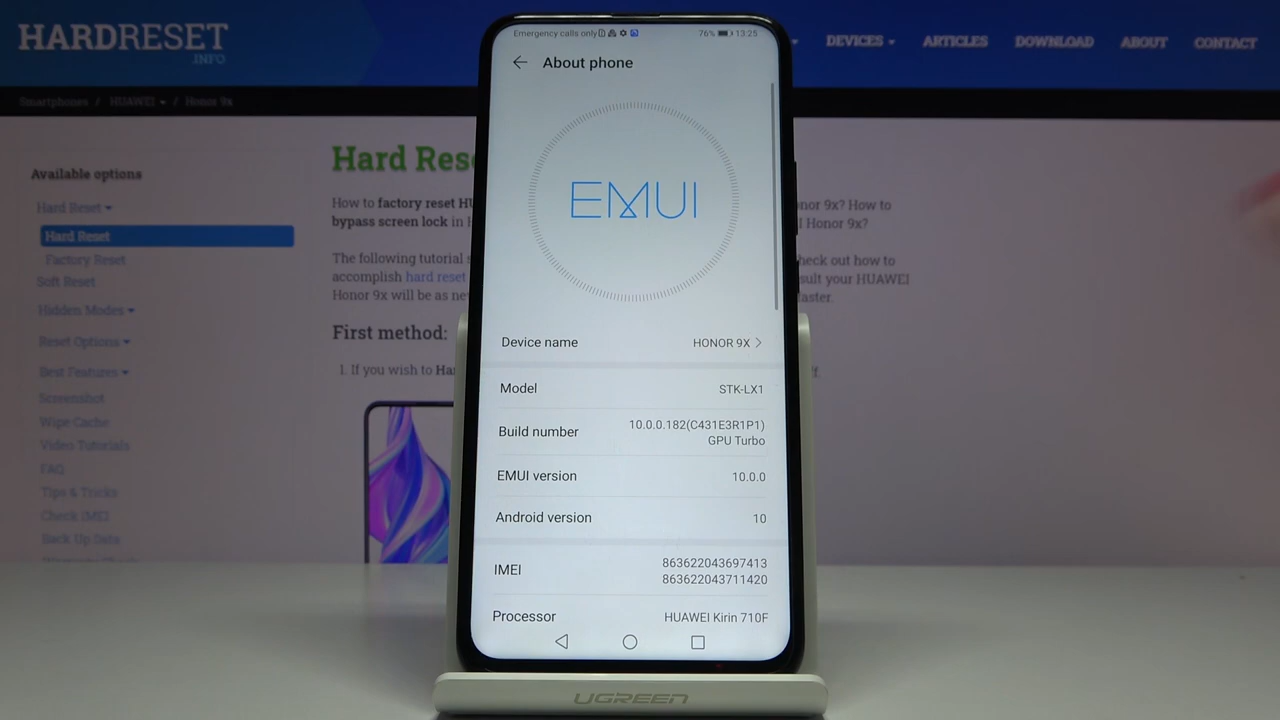 HARDRESET
.INFO
DEVICES
ARTICLES
DOWNLOAD
ABOUT
CONTACT
Smartphones / HUAWEI / Honor 9x
Available options
Hard Reset
Hard Reset
Factory Reset
Soft Reset
Hidden Modes
Reset Options
Best Features
Screenshot
Wipe Cache
Video Tutorials
FAQ
Tips & Tricks
Check IMEI
Back Up Data
Hard Rese
How to factory reset HU
onor 9x? How to
bypass screen lock in H
f Honor 9x?
The following tutorial s
heck out how to
accomplish hard reset
sult your HUAWEI
Honor 9x will be as ne
faster.
First method:
1. If you wish to Ha
Emergency calls only
76%
13:25
About phone
EMUI
Device name
HONOR 9X
Model
STK-LX1
Build number
10.0.0.182(C431E3R1P1)
GPU Turbo
EMUI version
10.0.0
Android version
10
IMEI
863622043697413
863622043711420
Processor
HUAWEI Kirin 710F
UGREEN